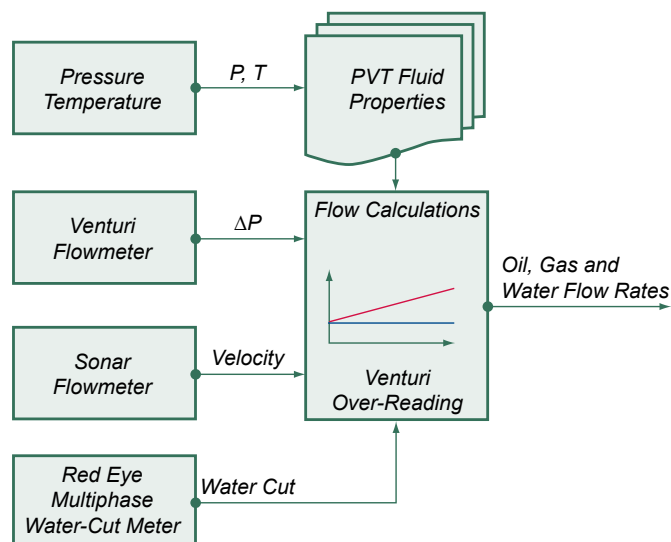 Pressure
Temperature
P, T
PVT Fluid
Properties
Venturi
Flowmeter
ΔP
Flow Calculations
Oil, Gas and
Water Flow Rates
Sonar
Flowmeter
Velocity
Venturi
Over-Reading
Red Eye
Multiphase
Water-Cut Meter
Water Cut